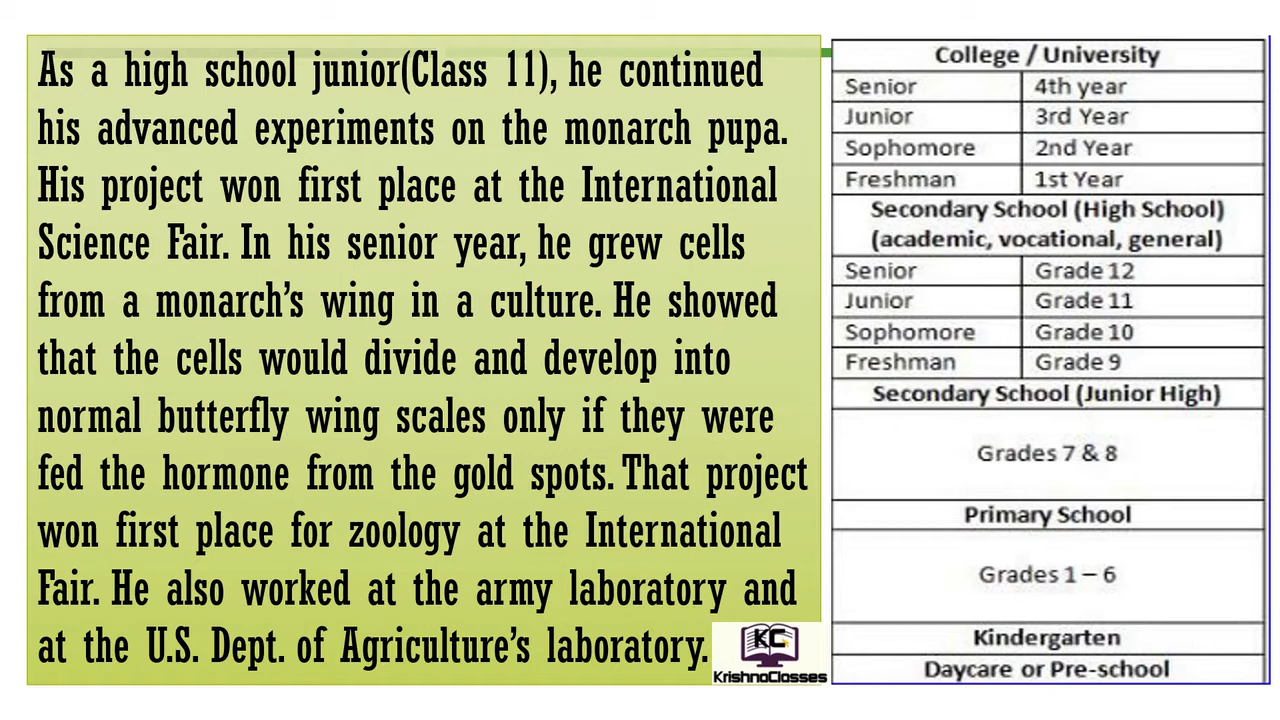 As a high school junior(Class 11), he continued
his advanced experiments on the monarch pupa.
His project won first place at the International
Science Fair. In his senior year, he grew cells
from a monarch's wing in a culture. He showed
that the cells would divide and develop into
normal butterfly wing scales only if they were
fed the hormone from the gold spots. That project
won first place for zoology at the International
Fair. He also worked at the army laboratory and
at the U.S. Dept. of Agriculture's laboratory.
KC
KrishnoClasses
College / University
Senior 4th year
Junior 3rd Year
Sophomore 2nd Year
Freshman 1st Year
Secondary School (High School)
(academic, vocational, general)
Senior Grade 12
Junior Grade 11
Sophomore Grade 10
Freshman Grade 9
Secondary School (Junior High)
Grades 7 & 8
Primary School
Grades 1 – 6
Kindergarten
Daycare or Pre-school